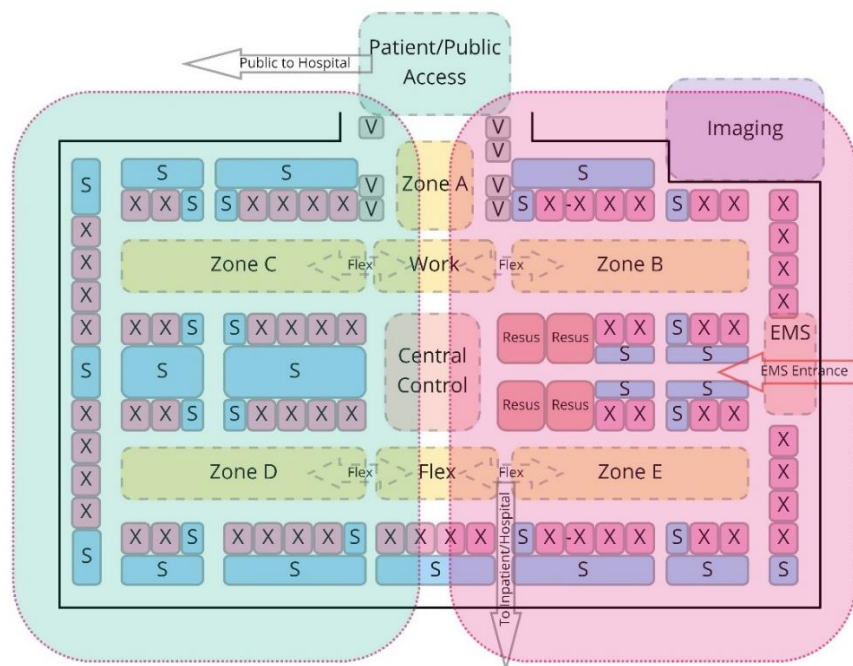 Patient/Public
Access
Public to Hospital
Imaging
V V
V
S S S Zone A V V S
V V
X X S S X X X X S X -X X X S X X X
X X
Zone C Flex Work Flex Zone B X
X X
X X X S S X X X X Resus Resus X X S X X X
EMS
S S S Central
Control S S
EMS Entrance
S S
X X X S S X X X X Resus Resus X X S X X X
X X
Zone D Flex Flex Flex Zone E X
X X
X X S X X X X S X X X X S X -X X X S X X X
S S S S S S S
To Inpatient/Hospital